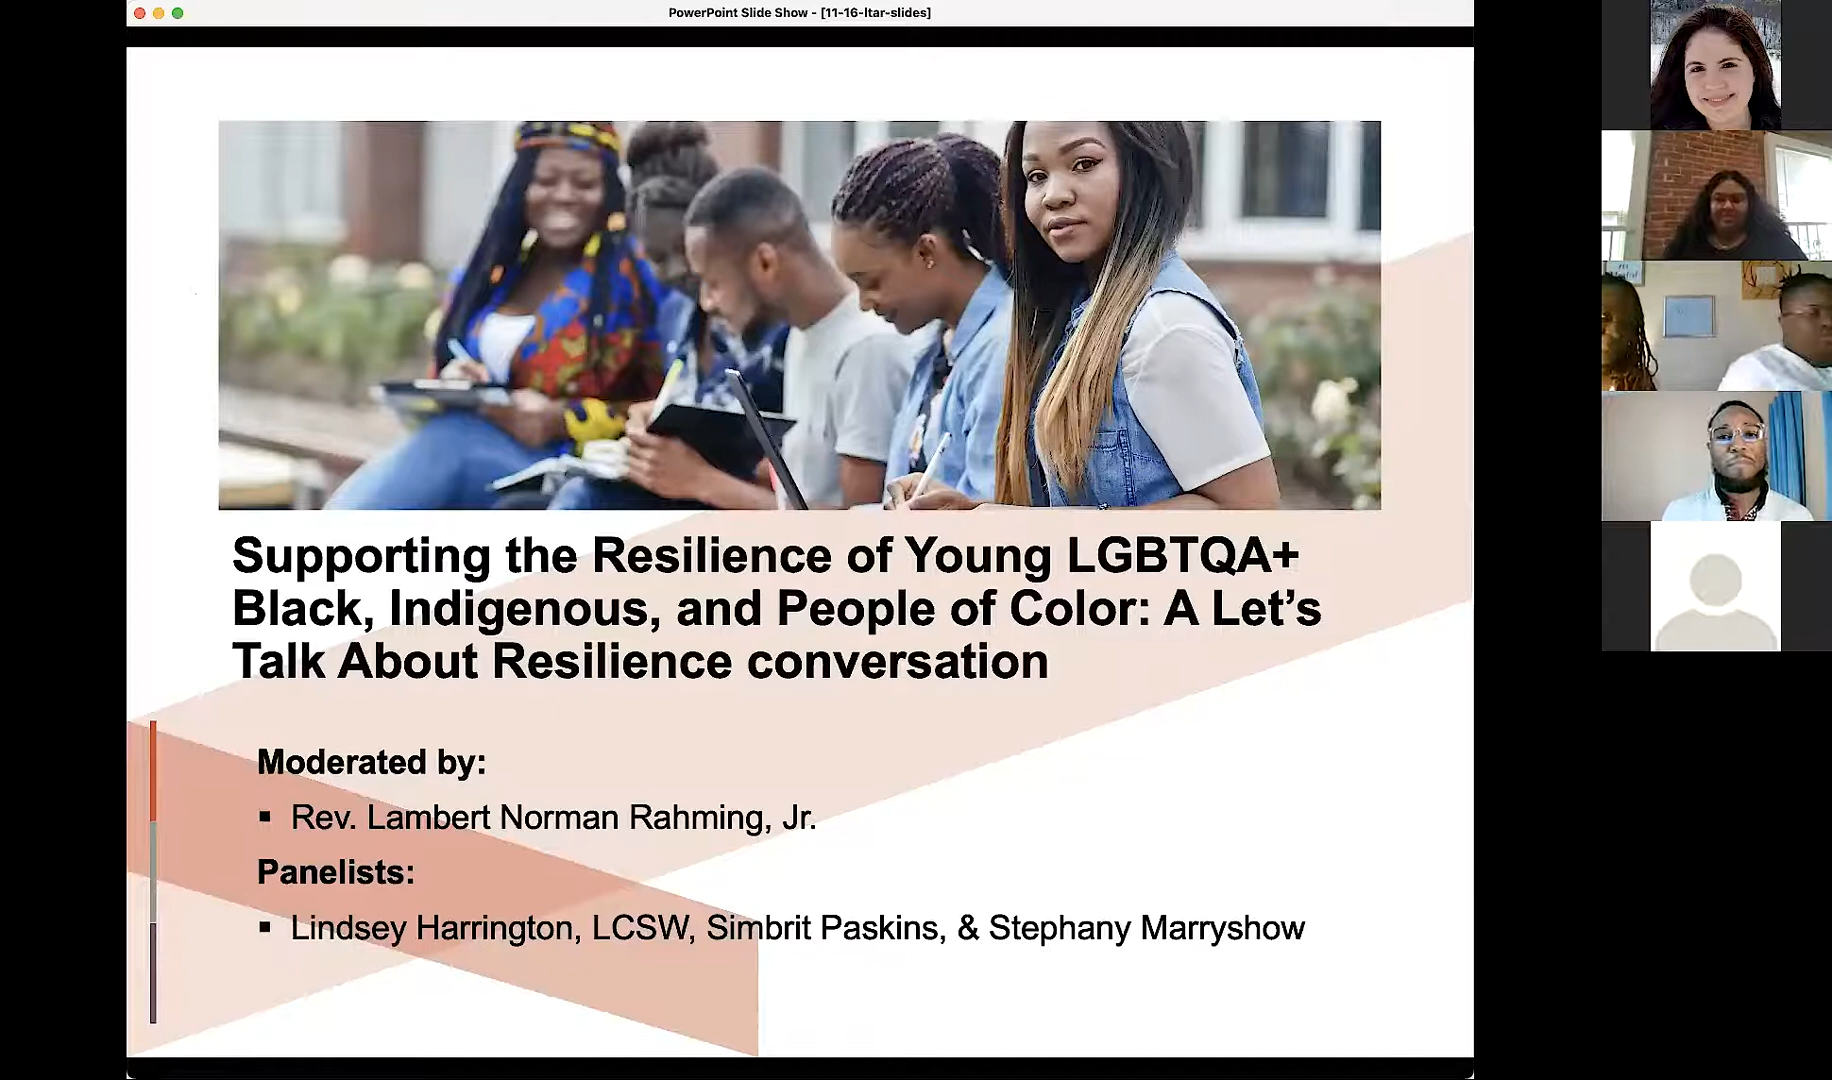 PowerPoint Slide Show - [11-16-ltar-slides]
Supporting the Resilience of Young LGBTQA+
Black, Indigenous, and People of Color: A Let’s
Talk About Resilience conversation
Moderated by:
▪ Rev. Lambert Norman Rahming, Jr.
Panelists:
▪ Lindsey Harrington, LCSW, Simbrit Paskins, & Stephany Marryshow